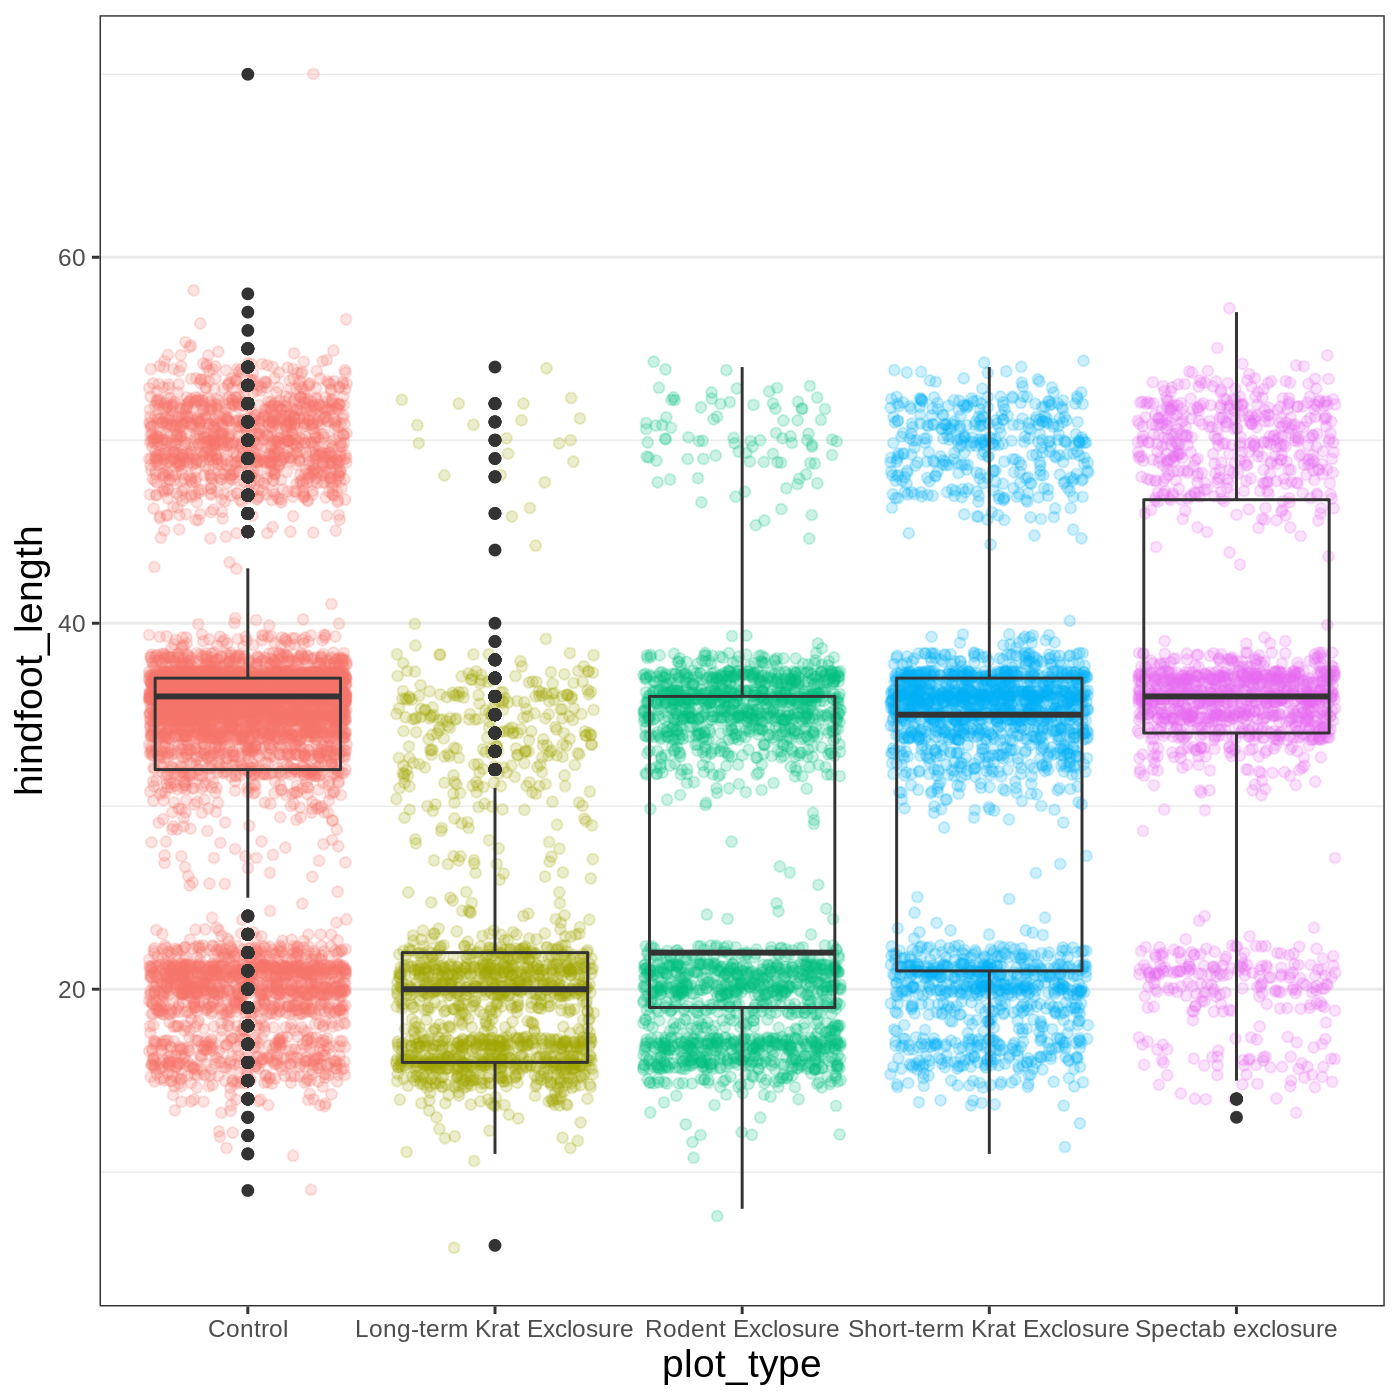 hindfoot_length
60
40
20
Control Long-term Krat Exclosure Rodent Exclosure Short-term Krat Exclosure Spectab exclosure
plot_type